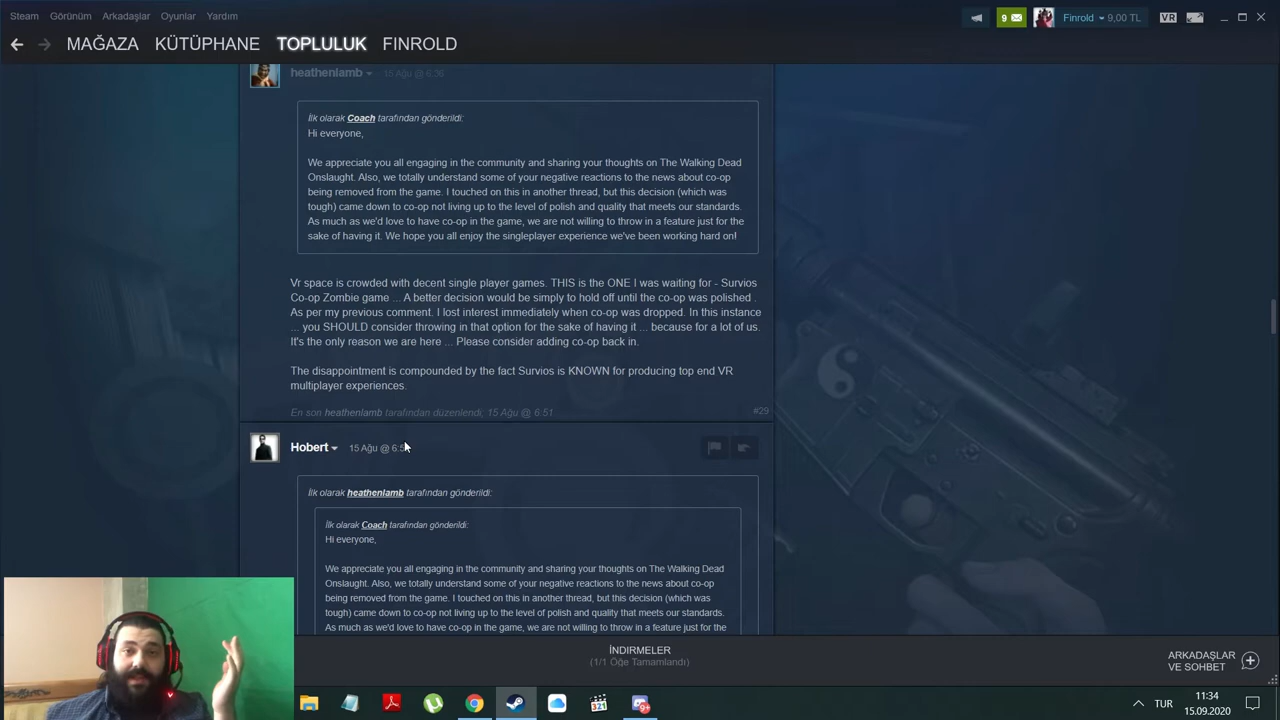 Steam Görünüm Arkadaşlar Oyunlar Yardım
9 Finrold 9,00 TL VR
MAĞAZA KÜTÜPHANE TOPLULUK FINROLD
heathenlamb 15 Ağu @ 6:36
İlk olarak Coach tarafından gönderildi:
Hi everyone,
We appreciate you all engaging in the community and sharing your thoughts on The Walking Dead
Onslaught. Also, we totally understand some of your negative reactions to the news about co-op
being removed from the game. I touched on this in another thread, but this decision (which was
tough) came down to co-op not living up to the level of polish and quality that meets our standards.
As much as we'd love to have co-op in the game, we are not willing to throw in a feature just for the
sake of having it. We hope you all enjoy the singleplayer experience we've been working hard on!
Vr space is crowded with decent single player games. THIS is the ONE I was waiting for - Survios
Co-op Zombie game ... A better decision would be simply to hold off until the co-op was polished .
As per my previous comment. I lost interest immediately when co-op was dropped. In this instance
... you SHOULD consider throwing in that option for the sake of having it ... because for a lot of us.
It's the only reason we are here ... Please consider adding co-op back in.
The disappointment is compounded by the fact Survios is KNOWN for producing top end VR
multiplayer experiences.
En son heathenlamb tarafından düzenlendi; 15 Ağu @ 6:51
#29
Hobert 15 Ağu @
İlk olarak heathenlamb tarafından gönderildi:
İlk olarak Coach tarafından gönderildi:
Hi everyone,
We appreciate you all engaging in the community and sharing your thoughts on The Walking Dead
Onslaught. Also, we totally understand some of your negative reactions to the news about co-op
being removed from the game. I touched on this in another thread, but this decision (which was
tough) came down to co-op not living up to the level of polish and quality that meets our standards.
As much as we'd love to have co-op in the game, we are not willing to throw in a feature just for the
İNDIRMELER
(1/1 Öğe Tamamlandı)
ARKADAŞLAR
VE SOHBET
321
TUR
11:34
15.09.2020